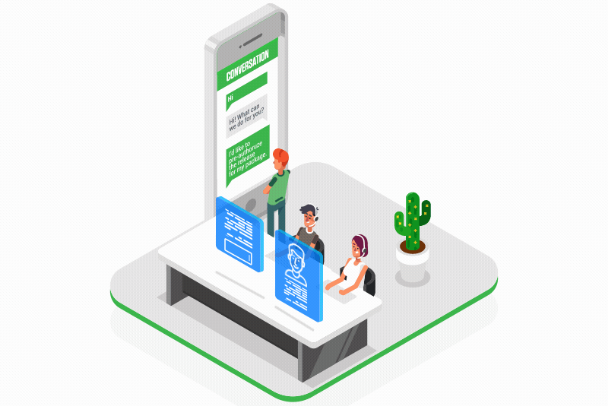 CONVERSATION
Hi
Hi! What can
we do for you?
I'd like to
pre-authorize
the release
for my package